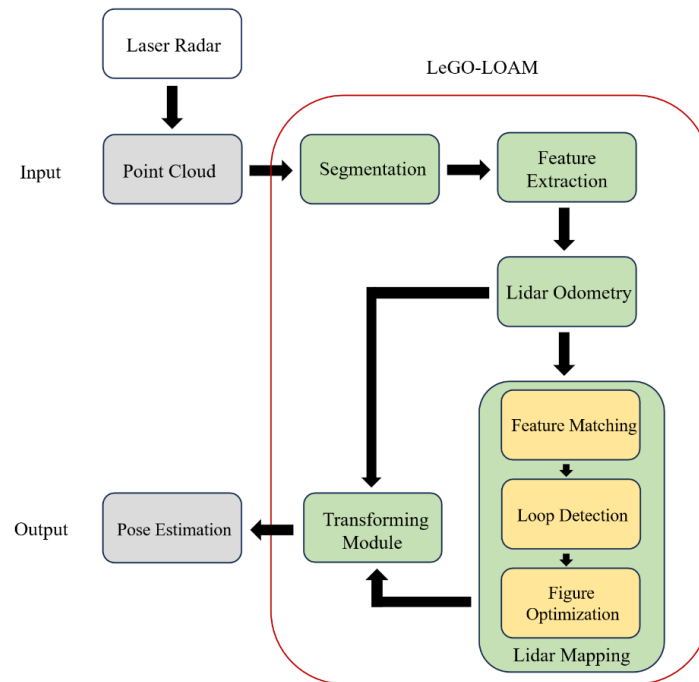 Laser Radar
LeGO-LOAM
Input
Point Cloud
Segmentation
Feature
Extraction
Lidar Odometry
Feature Matching
Loop Detection
Output
Pose Estimation
Transforming
Module
Figure
Optimization
Lidar Mapping